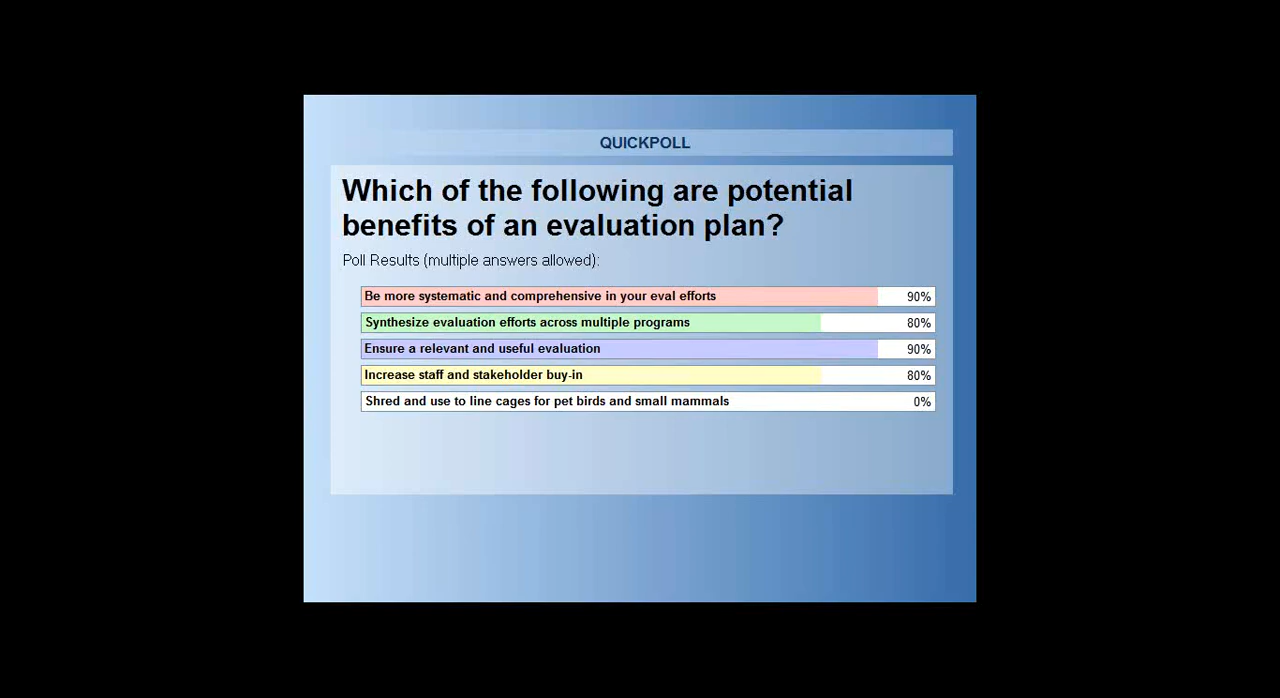 QUICKPOLL
Which of the following are potential
benefits of an evaluation plan?
Poll Results (multiple answers allowed):
Be more systematic and comprehensive in your eval efforts 90%
Synthesize evaluation efforts across multiple programs 80%
Ensure a relevant and useful evaluation 90%
Increase staff and stakeholder buy-in 80%
Shred and use to line cages for pet birds and small mammals 0%